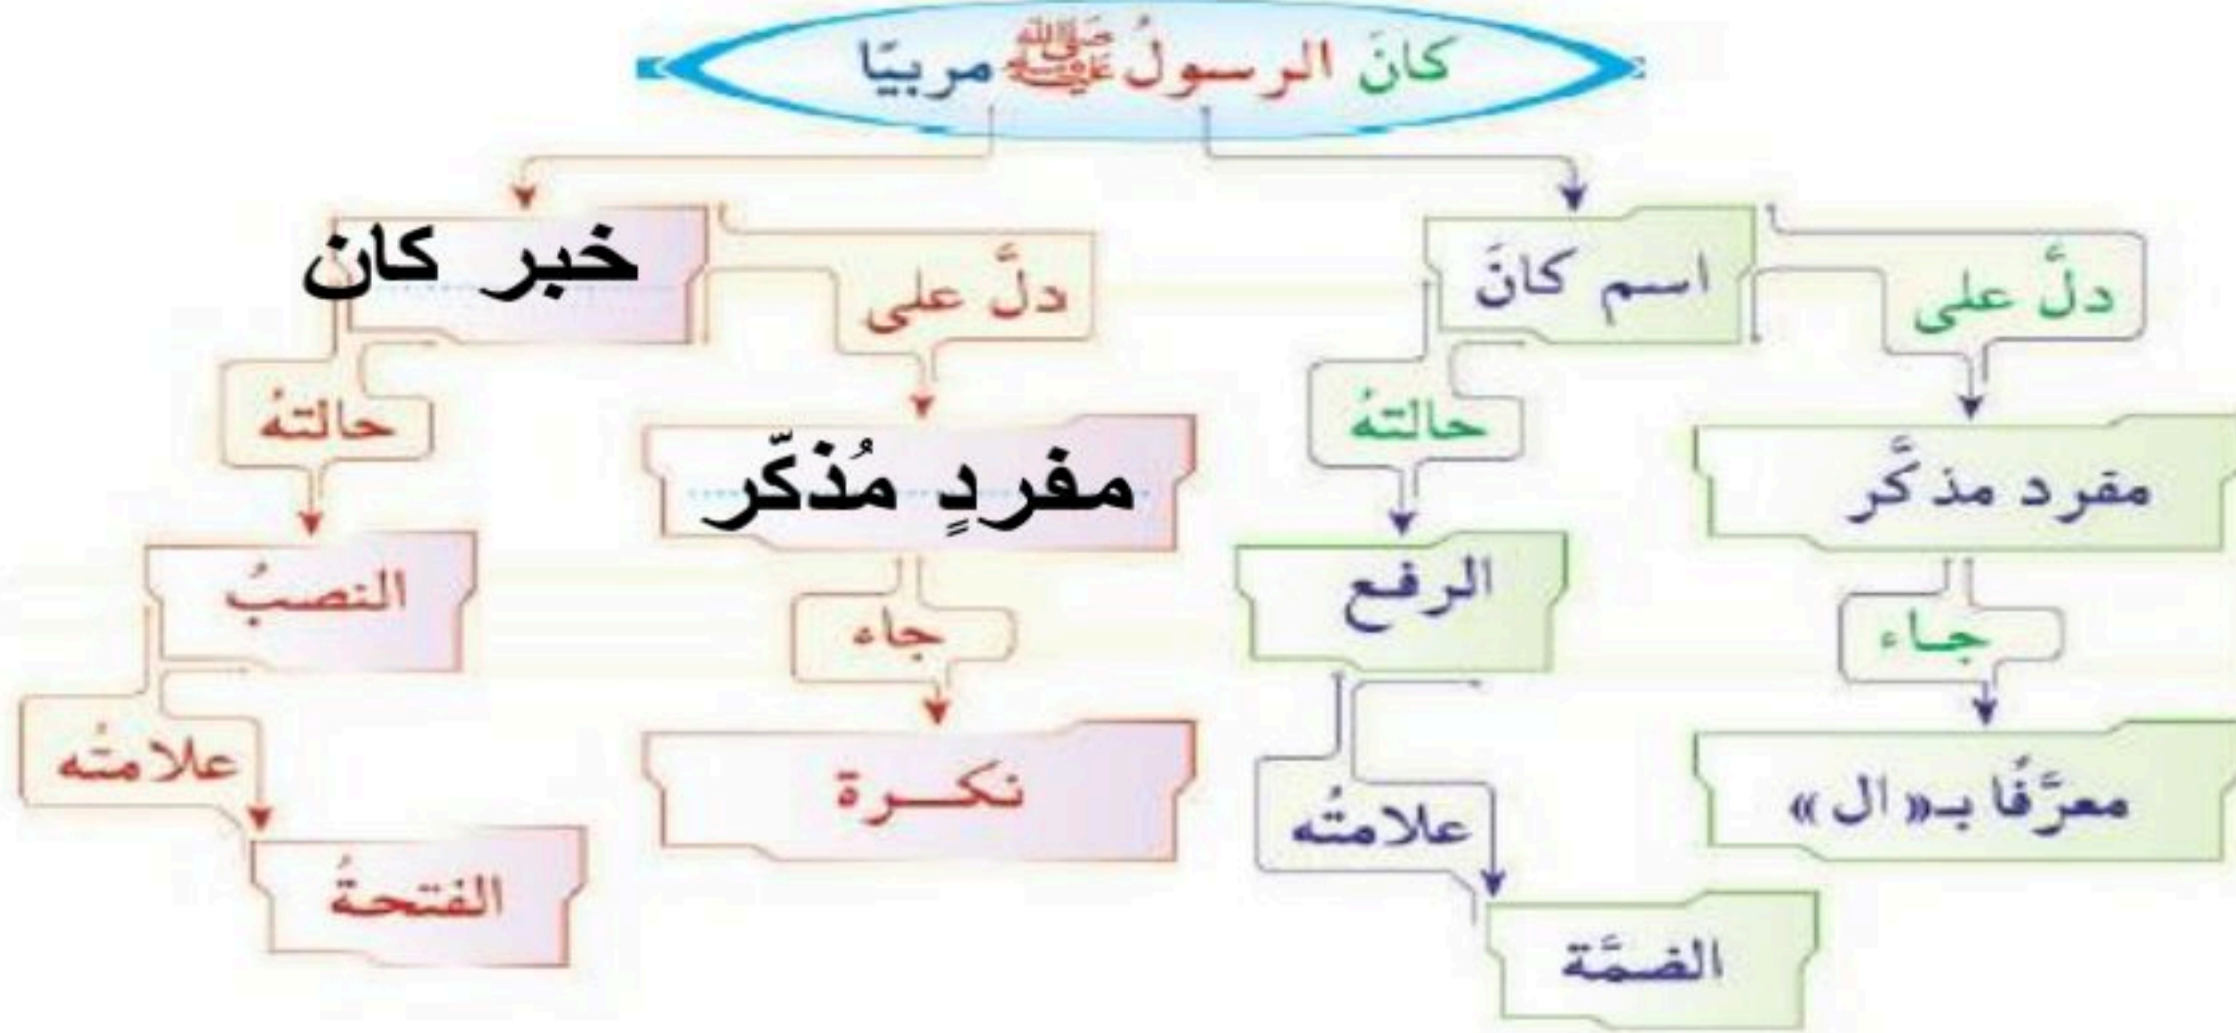 كانَ الرسولُ ﷺ مربيًا
اسم كانَ
دلَّ على
مفرد مذكَّر
جاء
معرَّفًا بـ« ال »
حالتهُ
الرفع
علامتُه
الضمَّة
خبر كان
دلَّ على
مفردٍ مُذكّر
جاء
نكــرة
حالتهُ
النصبُ
علامتُه
الفتحةُ